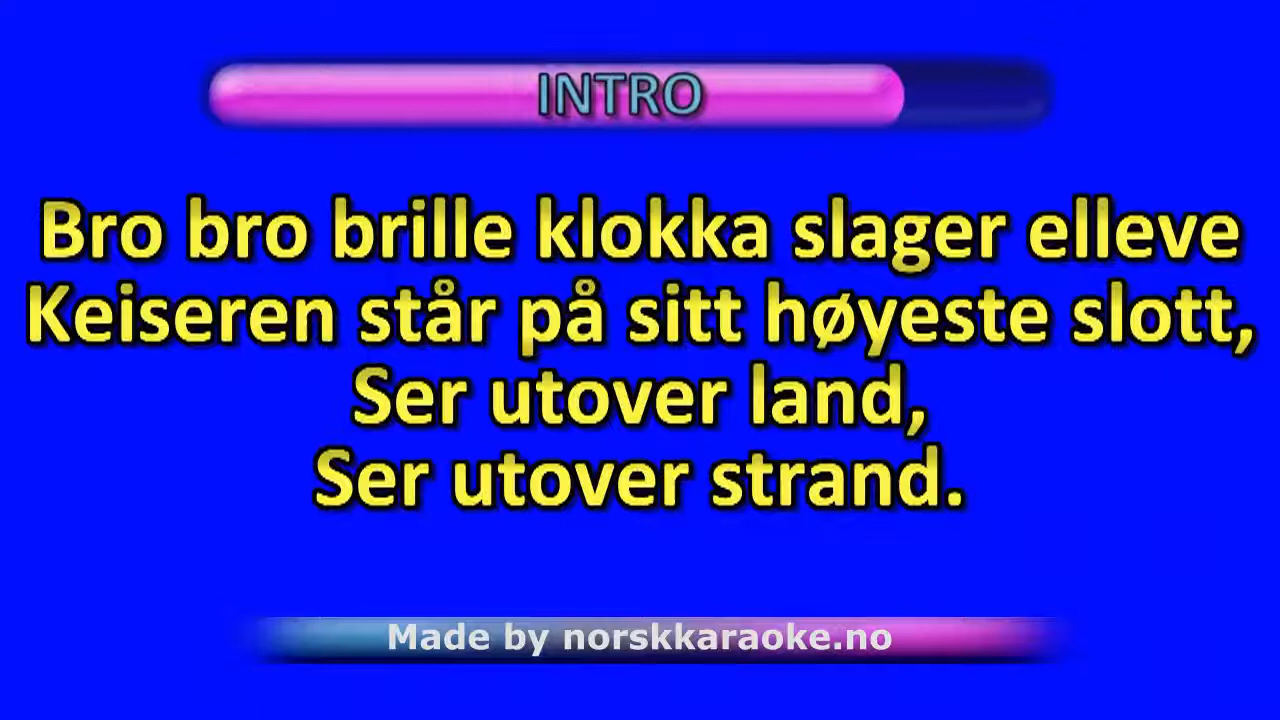 INTRO
Bro bro brille klokka slager elleve
Keiseren står på sitt høyeste slott,
Ser utover land,
Ser utover strand.
Made by norskkaraoke.no